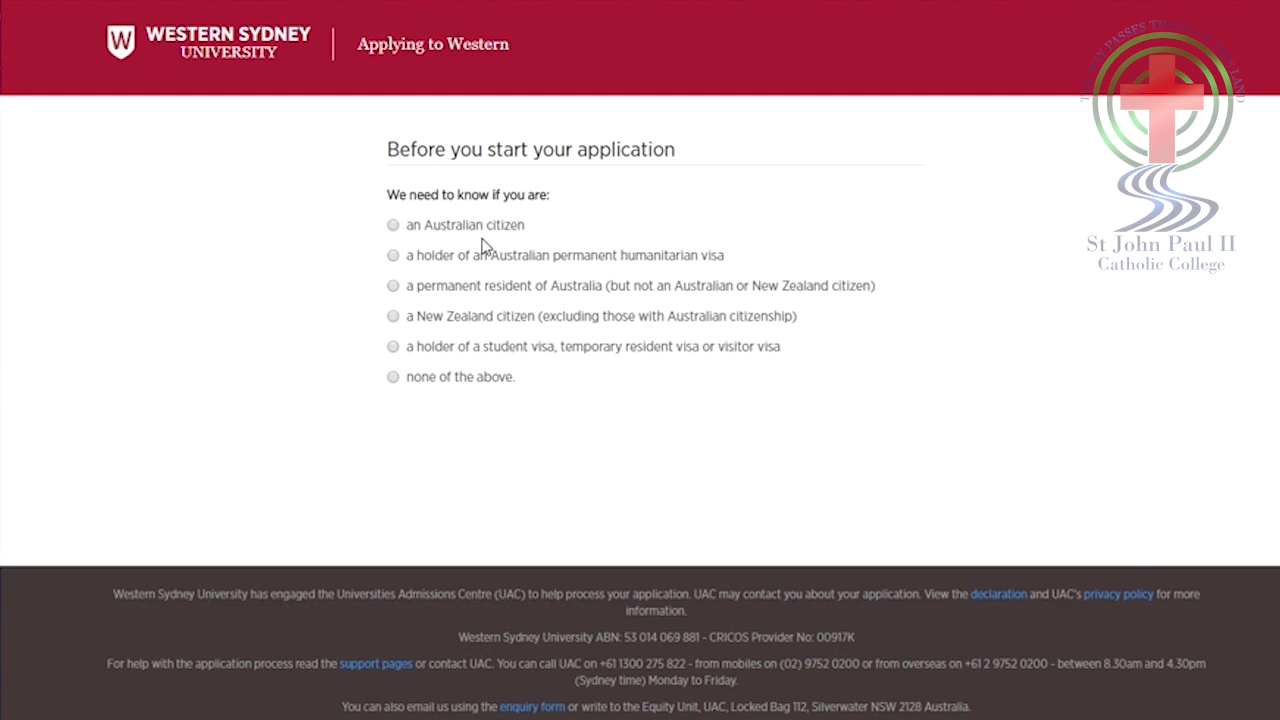 WESTERN SYDNEY
UNIVERSITY
Applying to Western
THE WAY PASSES THROUGH THE LAND
St John Paul II
Catholic College
Before you start your application
We need to know if you are:
an Australian citizen
a holder of an Australian permanent humanitarian visa
a permanent resident of Australia (but not an Australian or New Zealand citizen)
a New Zealand citizen (excluding those with Australian citizenship)
a holder of a student visa, temporary resident visa or visitor visa
none of the above.
Western Sydney University has engaged the Universities Admissions Centre (UAC) to help process your application. UAC may contact you about your application. View the declaration and UAC's privacy policy for more
information.
Western Sydney University ABN: 53 014 069 881 - CRICOS Provider No: 00917K
For help with the application process read the support pages or contact UAC. You can call UAC on +61 1300 275 822 - from mobiles on (02) 9752 0200 or from overseas on +61 2 9752 0200 - between 8.30am and 4.30pm
(Sydney time) Monday to Friday.
You can also email us using the enquiry form or write to the Equity Unit, UAC, Locked Bag 112, Silverwater NSW 2128 Australia.